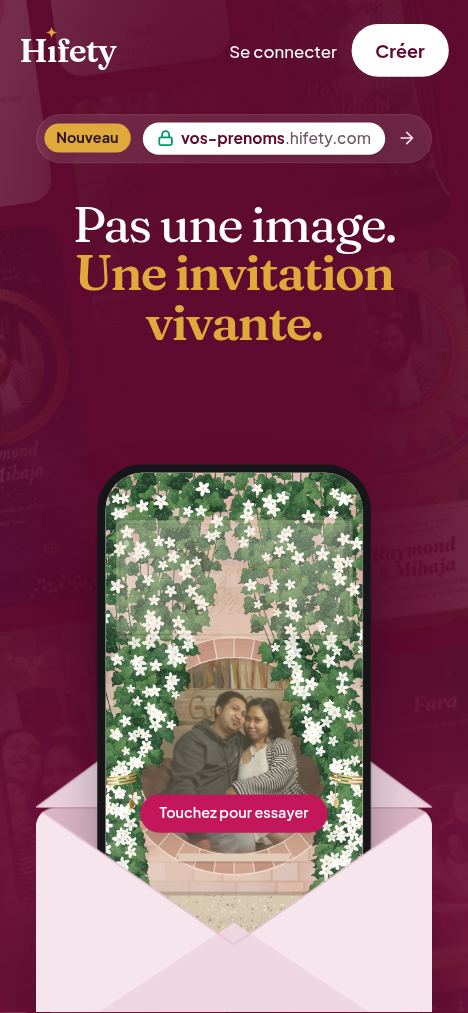 Hifety
Se connecter
Créer
Nouveau
vos-prenoms.hifety.com
Pas une image.
Une invitation
vivante.
Raymond
& Mihaja
Fara
Touchez pour essayer